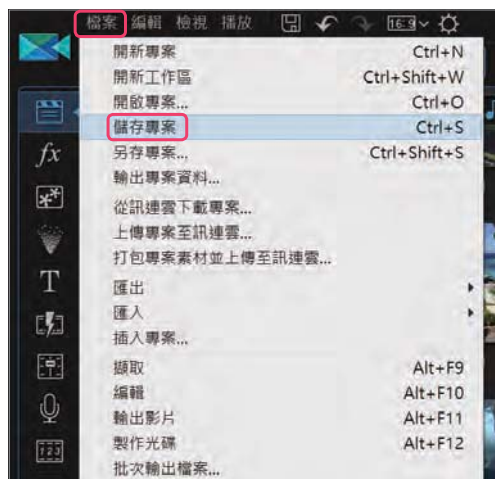 檔案 編輯 檢視 播放 16:9
開新專案 Ctrl+N
開新工作區 Ctrl+Shift+W
開啟專案... Ctrl+O
儲存專案 Ctrl+S
另存專案... Ctrl+Shift+S
輸出專案資料...
從訊連雲下載專案...
上傳專案至訊連雲...
打包專案素材並上傳至訊連雲...
匯出
匯入
插入專案...
擷取 Alt+F9
編輯 Alt+F10
輸出影片 Alt+F11
製作光碟 Alt+F12
批次輸出檔案...
fx
T
123